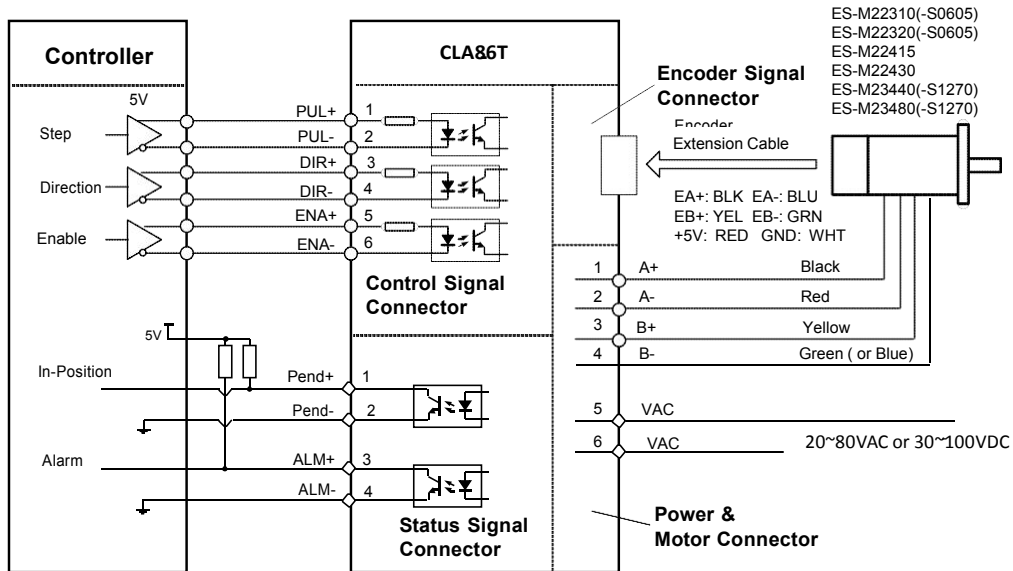 ES-M22310(-S0605)
ES-M22320(-S0605)
ES-M22415
ES-M22430
ES-M23440(-S1270)
ES-M23480(-S1270)
Controller
CLA86T
Encoder Signal
Connector
Encoder
Extension Cable
EA+: BLK EA-: BLU
EB+: YEL EB-: GRN
+5V: RED GND: WHT
5V
Step
Direction
Enable
PUL+ 1
PUL- 2
DIR+ 3
DIR- 4
ENA+ 5
ENA- 6
Control Signal
Connector
1 A+ Black
2 A- Red
3 B+ Yellow
4 B- Green ( or Blue)
5V
In-Position
Pend+ 1
Pend- 2
Alarm
ALM+ 3
ALM- 4
Status Signal
Connector
5 VAC
6 VAC
20~80VAC or 30~100VDC
Power &
Motor Connector